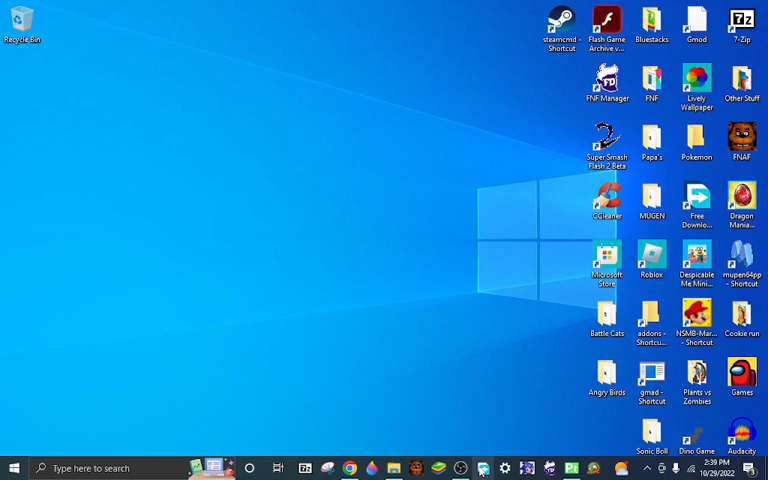 Recycle Bin
steamcmd -
Shortcut
Flash Game
Archive v...
Bluestacks
Gmod
7z
7-Zip
FNF Manager
FNF
Lively
Wallpaper
Other Stuff
Super Smash
Flash 2 Beta
Papa's
Pokemon
FNAF
CCleaner
MUGEN
Free
Downlo...
Dragon
Mania...
Microsoft
Store
Roblox
Despicable
Me Mini...
mupen64pp
- Shortcut
Battle Cats
addons -
Shortcu...
NSMB-Mar...
- Shortcut
Cookie run
Angry Birds
gmad -
Shortcut
Plants vs
Zombies
Games
Sonic Boll
Dino Game
Audacity
Type here to search
7z
2:39 PM
10/29/2022
3